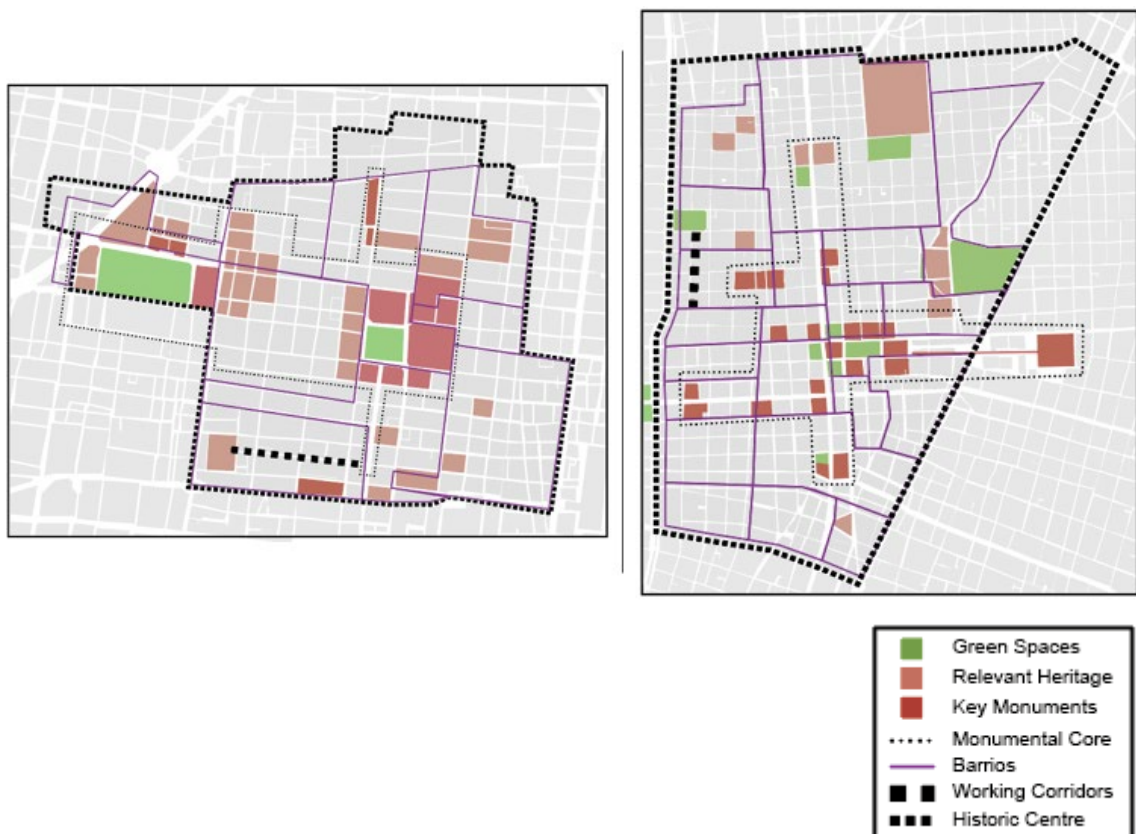 Green Spaces
Relevant Heritage
Key Monuments
Monumental Core
Barrios
Working Corridors
Historic Centre